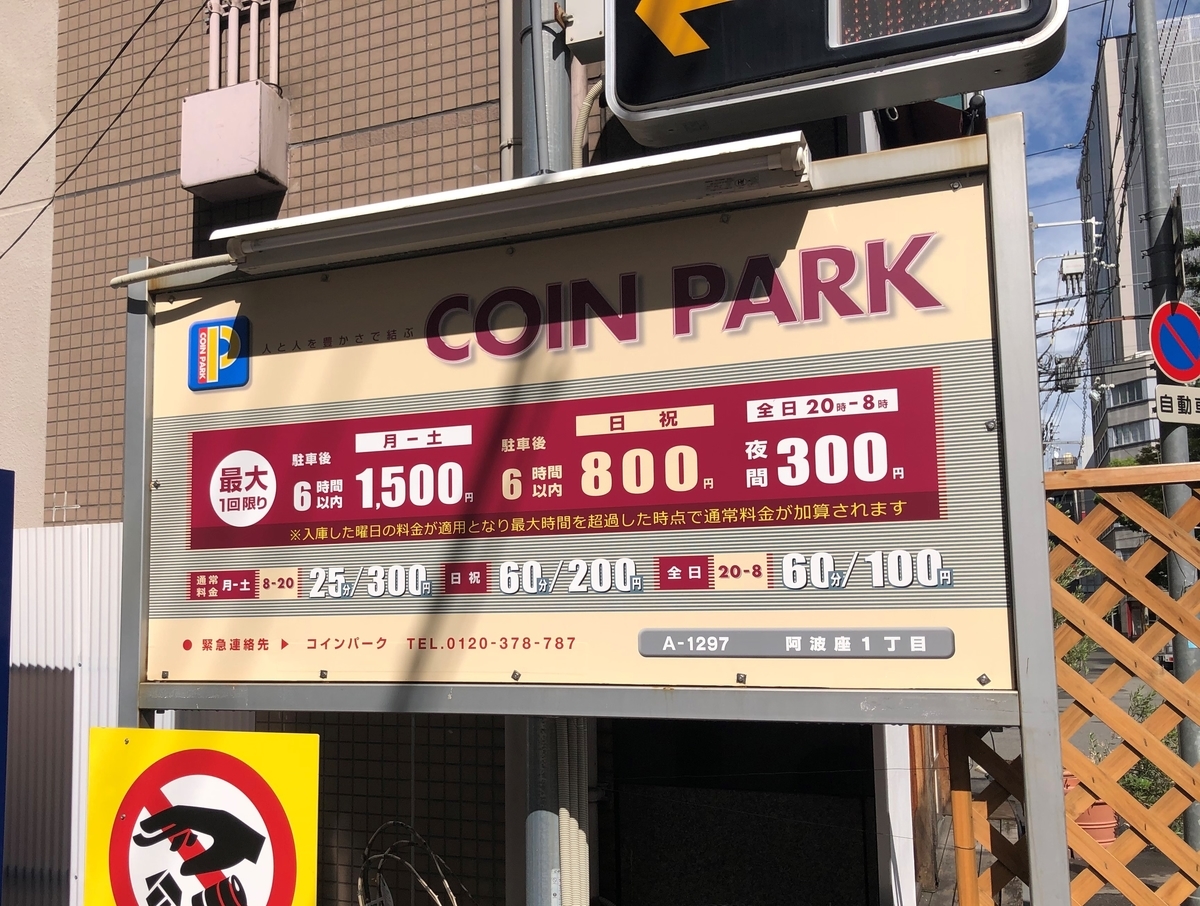 COIN PARK
COIN PARK
人と人を豊かさで結ぶ
最大
1回限り
月-土
駐車後
6時間以内 1,500円
日 祝
駐車後
6時間以内 800円
全日20時-8時
夜間 300円
※入庫した曜日の料金が適用となり最大時間を超過した時点で通常料金が加算されます
通常料金 月-土 8-20 25分/300円 日祝 60分/200円 全日 20-8 60分/100円
● 緊急連絡先 ▶ コインパーク TEL.0120-378-787
A-1297 阿波座1丁目
自動車